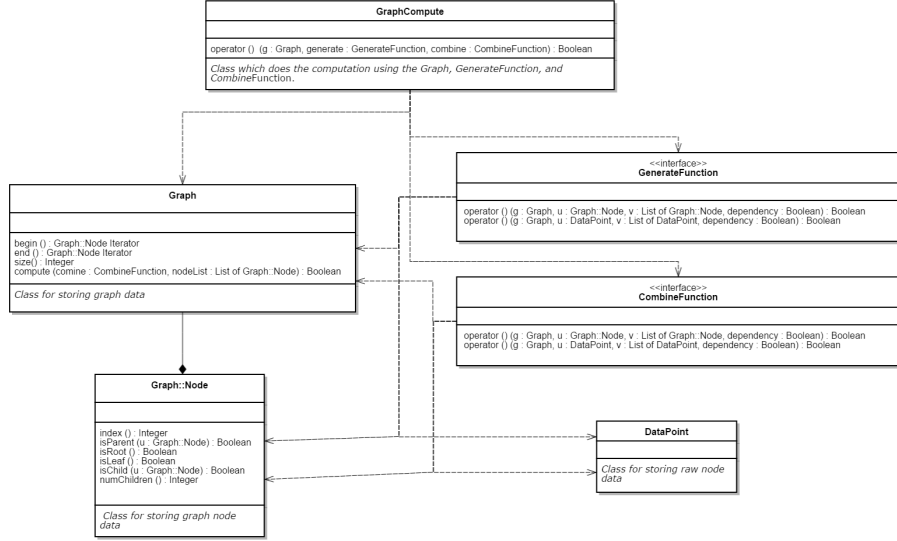 GraphCompute
operator () (g : Graph, generate : GenerateFunction, combine : CombineFunction) : Boolean
Class which does the computation using the Graph, GenerateFunction, and
CombineFunction.
<<interface>>
GenerateFunction
operator () (g : Graph, u : Graph::Node, v : List of Graph::Node, dependency : Boolean) : Boolean
operator () (g : Graph, u : DataPoint, v : List of DataPoint, dependency : Boolean) : Boolean
Graph
begin () : Graph::Node Iterator
end () : Graph::Node Iterator
size() : Integer
compute (comine : CombineFunction, nodeList : List of Graph::Node) : Boolean
Class for storing graph data
<<interface>>
CombineFunction
operator () (g : Graph, u : Graph::Node, v : List of Graph::Node, dependency : Boolean) : Boolean
operator () (g : Graph, u : DataPoint, v : List of DataPoint, dependency : Boolean) : Boolean
Graph::Node
index () : Integer
isParent (u : Graph::Node) : Boolean
isRoot () : Boolean
isLeaf () : Boolean
isChild (u : Graph::Node) : Boolean
numChildren () : Integer
Class for storing graph node
data
DataPoint
Class for storing raw node
data